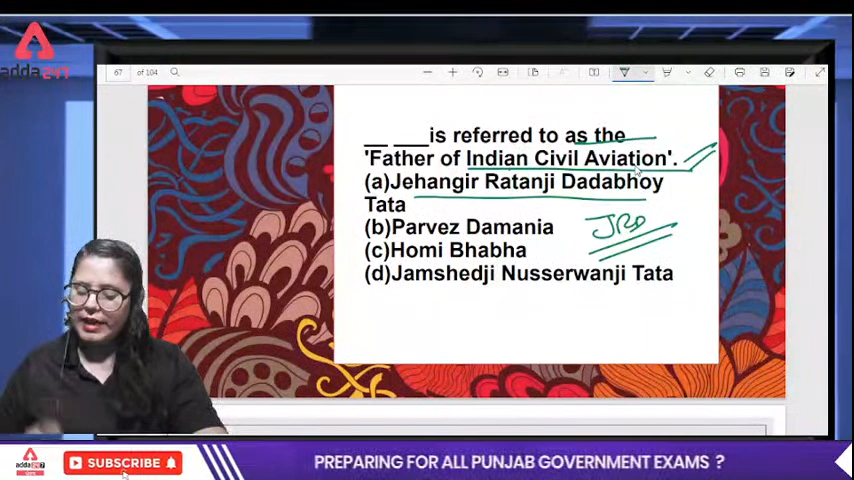 adda247
67 of 104
__ ___is referred to as the
'Father of Indian Civil Aviation'.
(a)Jehangir Ratanji Dadabhoy
Tata
(b)Parvez Damania
JRD
(c)Homi Bhabha
(d)Jamshedji Nusserwanji Tata
adda247
SUBSCRIBE
PREPARING FOR ALL PUNJAB GOVERNMENT EXAMS ?